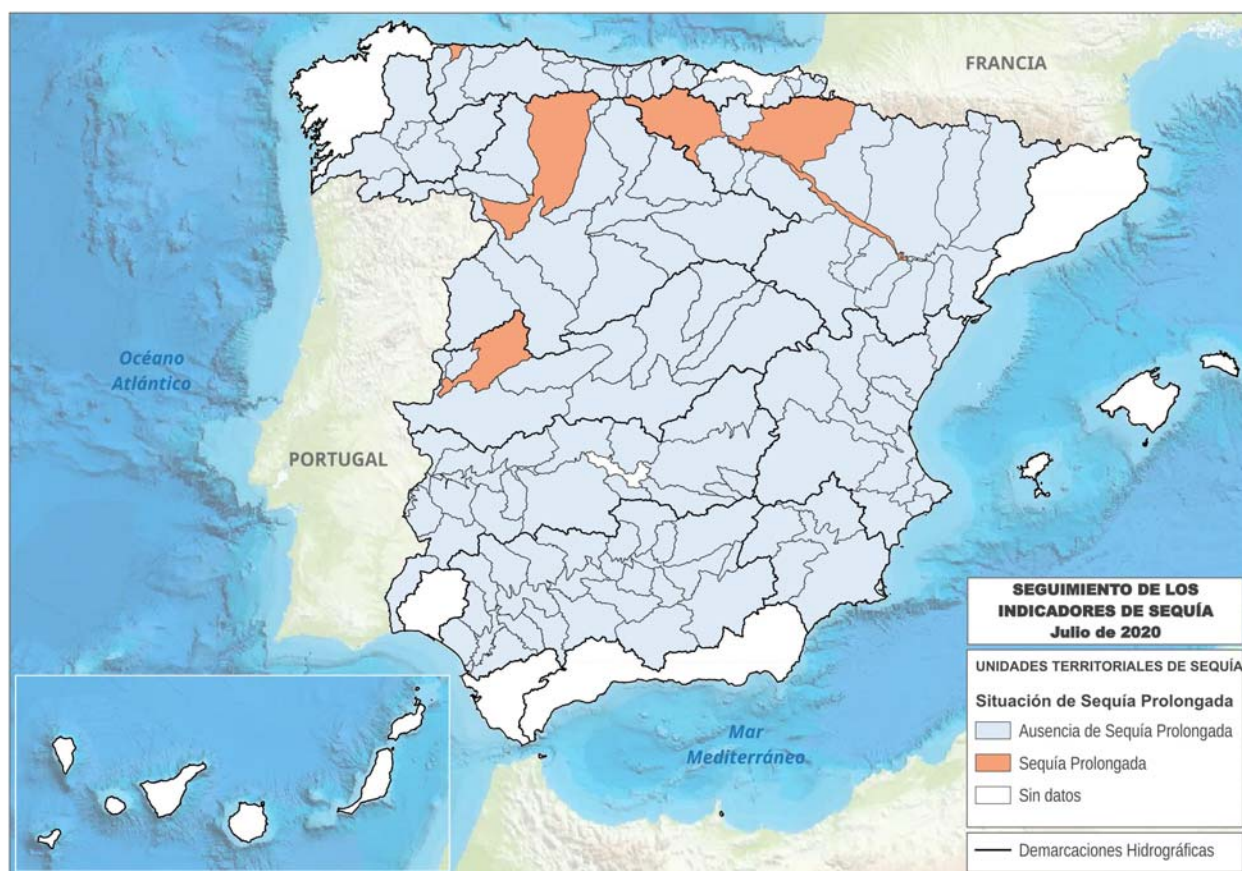 FRANCIA
Océano
Atlántico
PORTUGAL
Mar
Mediterráneo
SEGUIMIENTO DE LOS
INDICADORES DE SEQUÍA
Julio de 2020
UNIDADES TERRITORIALES DE SEQUÍA
Situación de Sequía Prolongada
Ausencia de Sequía Prolongada
Sequía Prolongada
Sin datos
Demarcaciones Hidrográficas